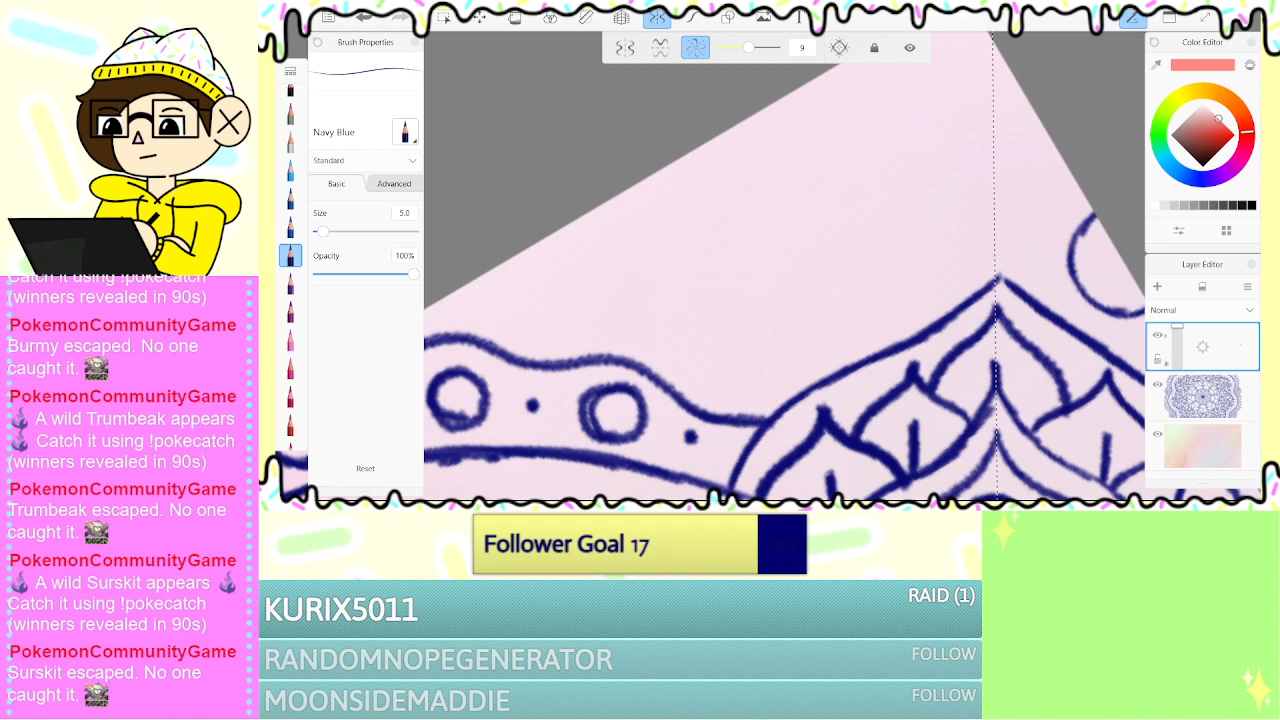 Brush Properties
Navy Blue
Standard
Basic
Advanced
Size
5.0
Opacity
100%
Reset
9
Color Editor
Layer Editor
Normal
Catch it using !pokecatch
(winners revealed in 90s)
PokemonCommunityGame
Burmy escaped. No one
caught it.
PokemonCommunityGame
A wild Trumbeak appears
Catch it using !pokecatch
(winners revealed in 90s)
PokemonCommunityGame
Trumbeak escaped. No one
caught it.
PokemonCommunityGame
A wild Surskit appears
Catch it using !pokecatch
(winners revealed in 90s)
PokemonCommunityGame
Surskit escaped. No one
caught it.
Follower Goal 17
KURIX5011
RAID (1)
RANDOMNOPEGENERATOR
FOLLOW
MOONSIDEMADDIE
FOLLOW